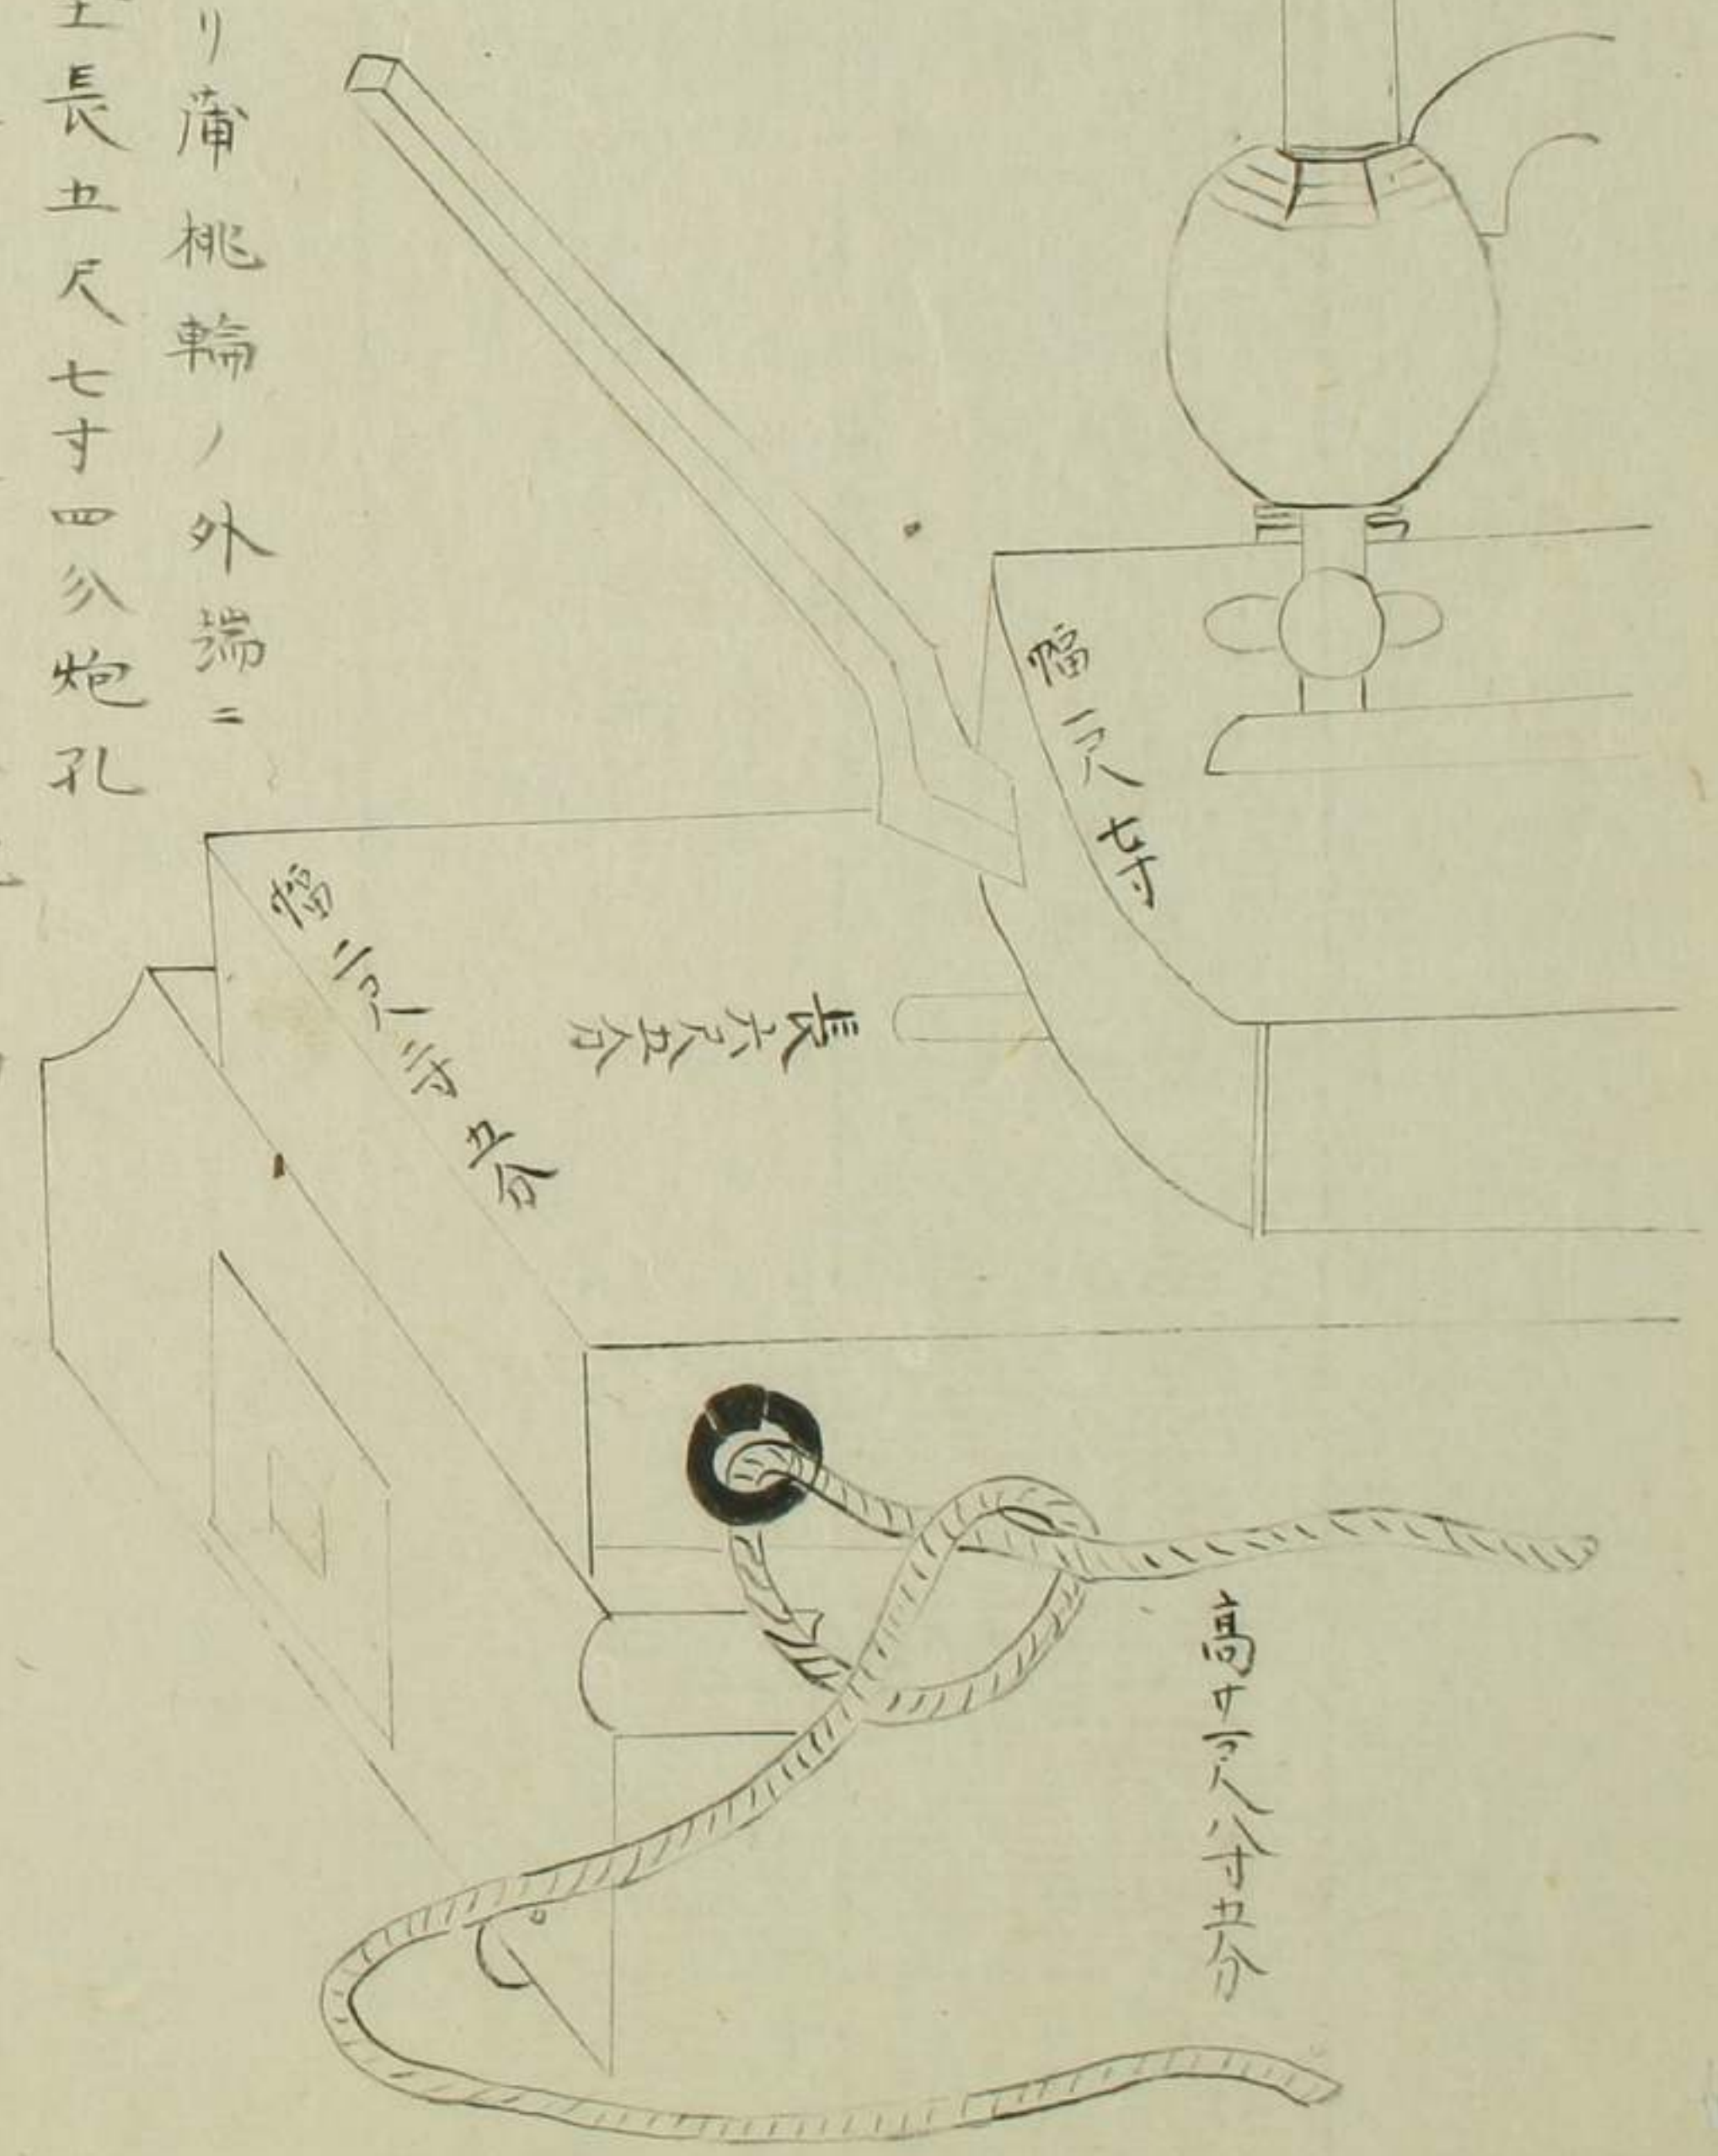 リ蒲桃輪ノ外端ニ
長五尺七寸四分炮孔
幅一尺七寸
幅二尺二寸五分
長六尺五分
高サ一尺八寸五分